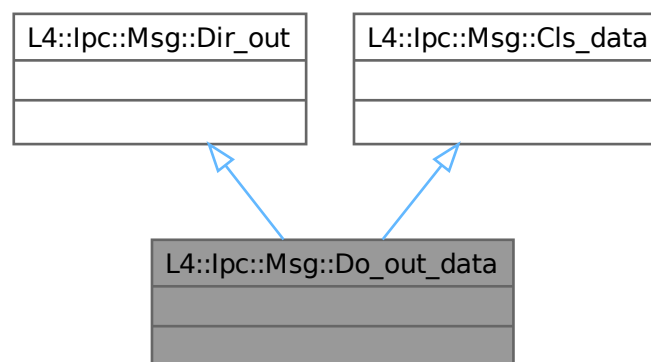 L4::Ipc::Msg::Dir_out
L4::Ipc::Msg::Cls_data
L4::Ipc::Msg::Do_out_data